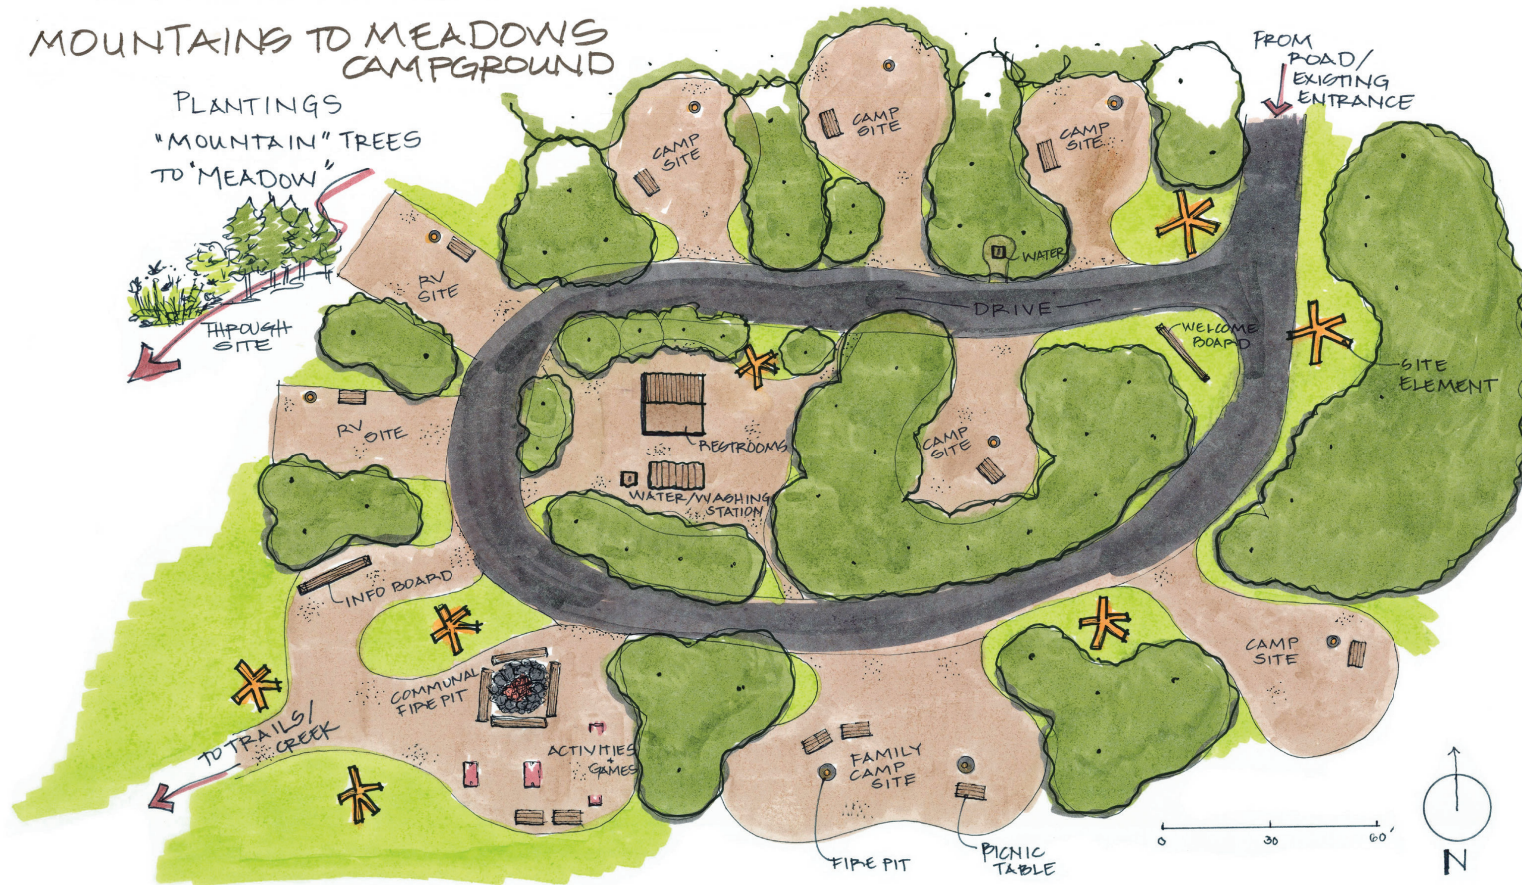 MOUNTAINS TO MEADOWS
CAMPGROUND
PLANTINGS
"MOUNTAIN" TREES
TO "MEADOW"
THROUGH
SITE
FROM
ROAD/
EXISTING
ENTRANCE
CAMP
SITE
CAMP
SITE
CAMP
SITE
WATER
RV
SITE
DRIVE
WELCOME
BOARD
SITE
ELEMENT
RV SITE
RESTROOMS
CAMP
SITE
WATER/WASHING
STATION
INFO BOARD
CAMP
SITE
COMMUNAL
FIRE PIT
TO TRAILS/
CREEK
ACTIVITIES
+
GAMES
FAMILY
CAMP
SITE
FIRE PIT
PICNIC
TABLE
0 30 60'
N